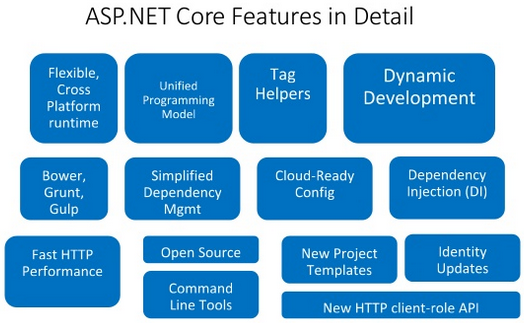 ASP.NET Core Features in Detail
Flexible,
Cross
Platform
runtime
Unified
Programming
Model
Tag
Helpers
Dynamic
Development
Bower,
Grunt,
Gulp
Simplified
Dependency
Mgmt
Cloud-Ready
Config
Dependency
Injection (DI)
Fast HTTP
Performance
Open Source
Command
Line Tools
New Project
Templates
Identity
Updates
New HTTP client-role API